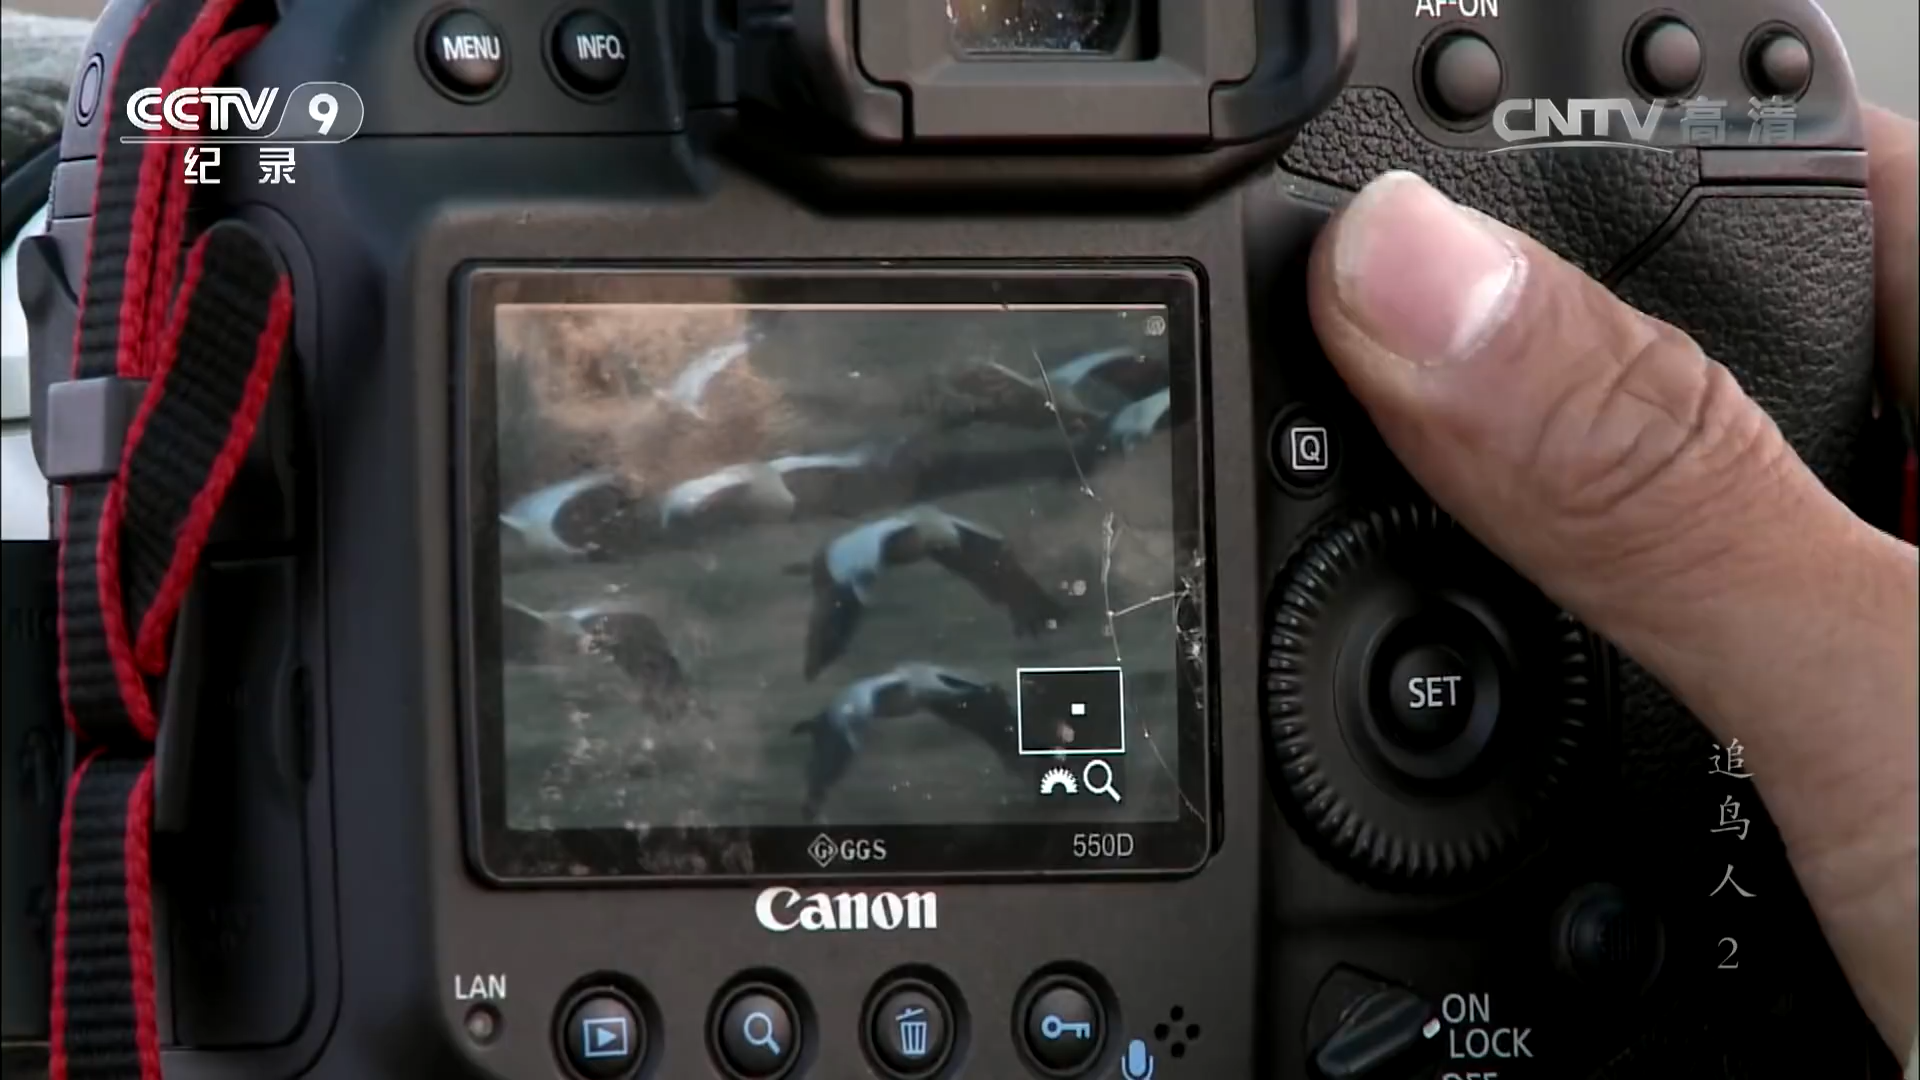 AF-ON
MENU
INFO.
CCTV 9
纪录
CNTV 高清
Q
SET
GGS
550D
Canon
追鸟人 2
LAN
ON
LOCK
OFF